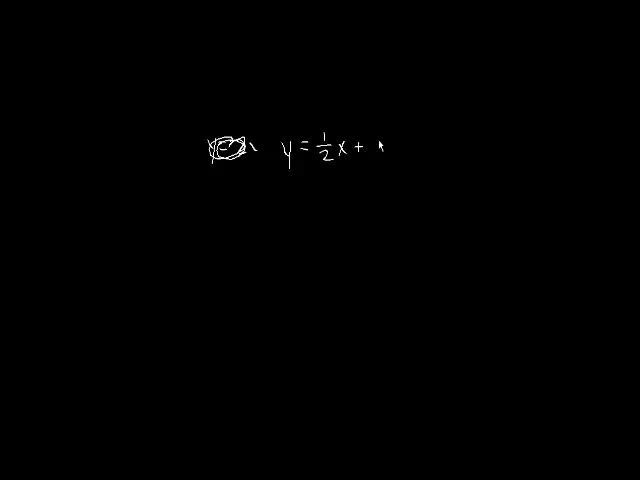 y = 1/2 x +